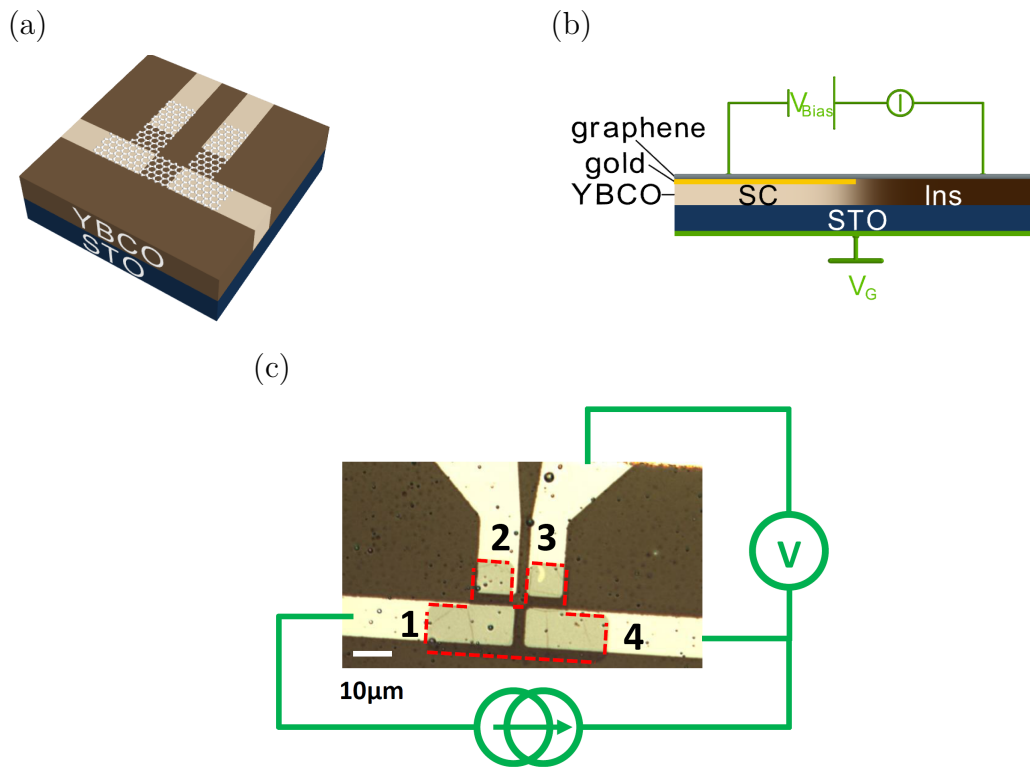 (a)
(b)
YBCO
STO
V_Bias
I
graphene
gold
YBCO
SC
Ins
STO
V_G
(c)
2
3
V
1
4
10μm